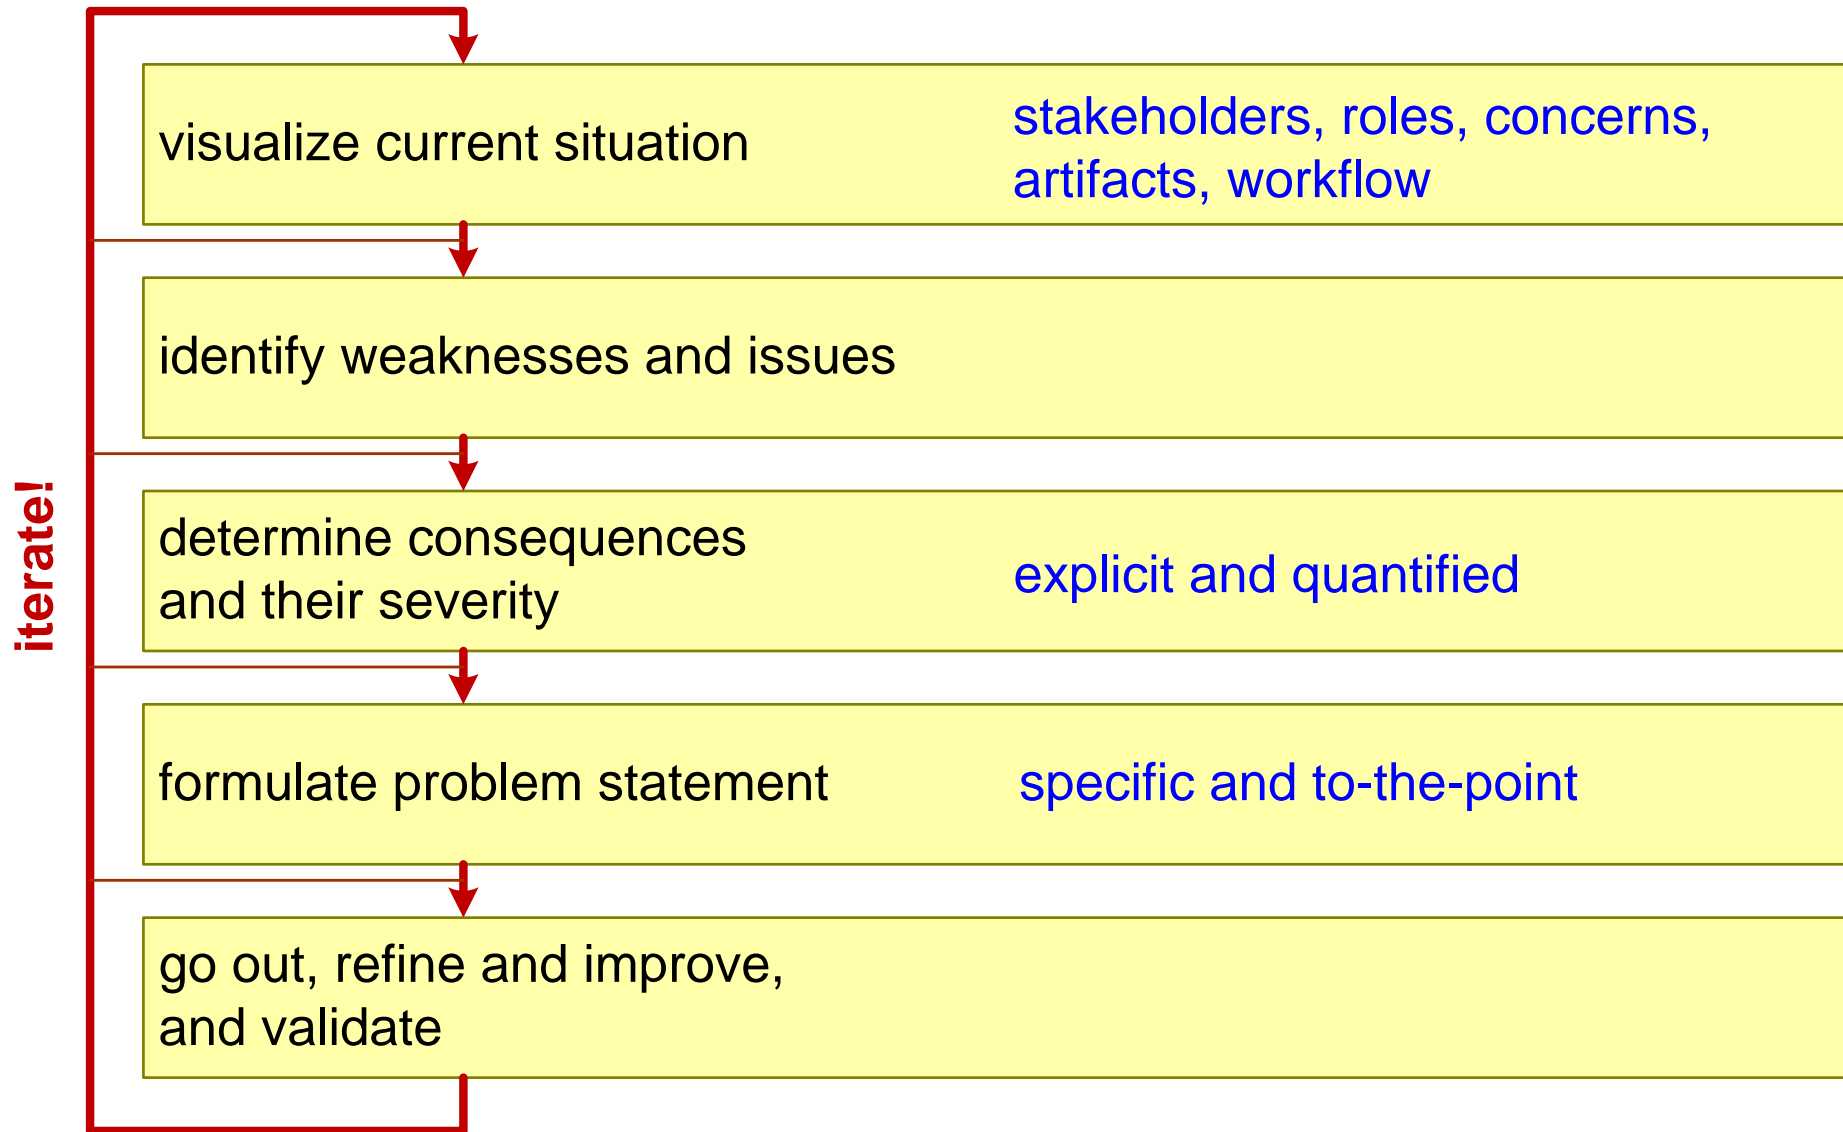 iterate!
visualize current situation
stakeholders, roles, concerns,
artifacts, workflow
identify weaknesses and issues
determine consequences
and their severity
explicit and quantified
formulate problem statement
specific and to-the-point
go out, refine and improve,
and validate